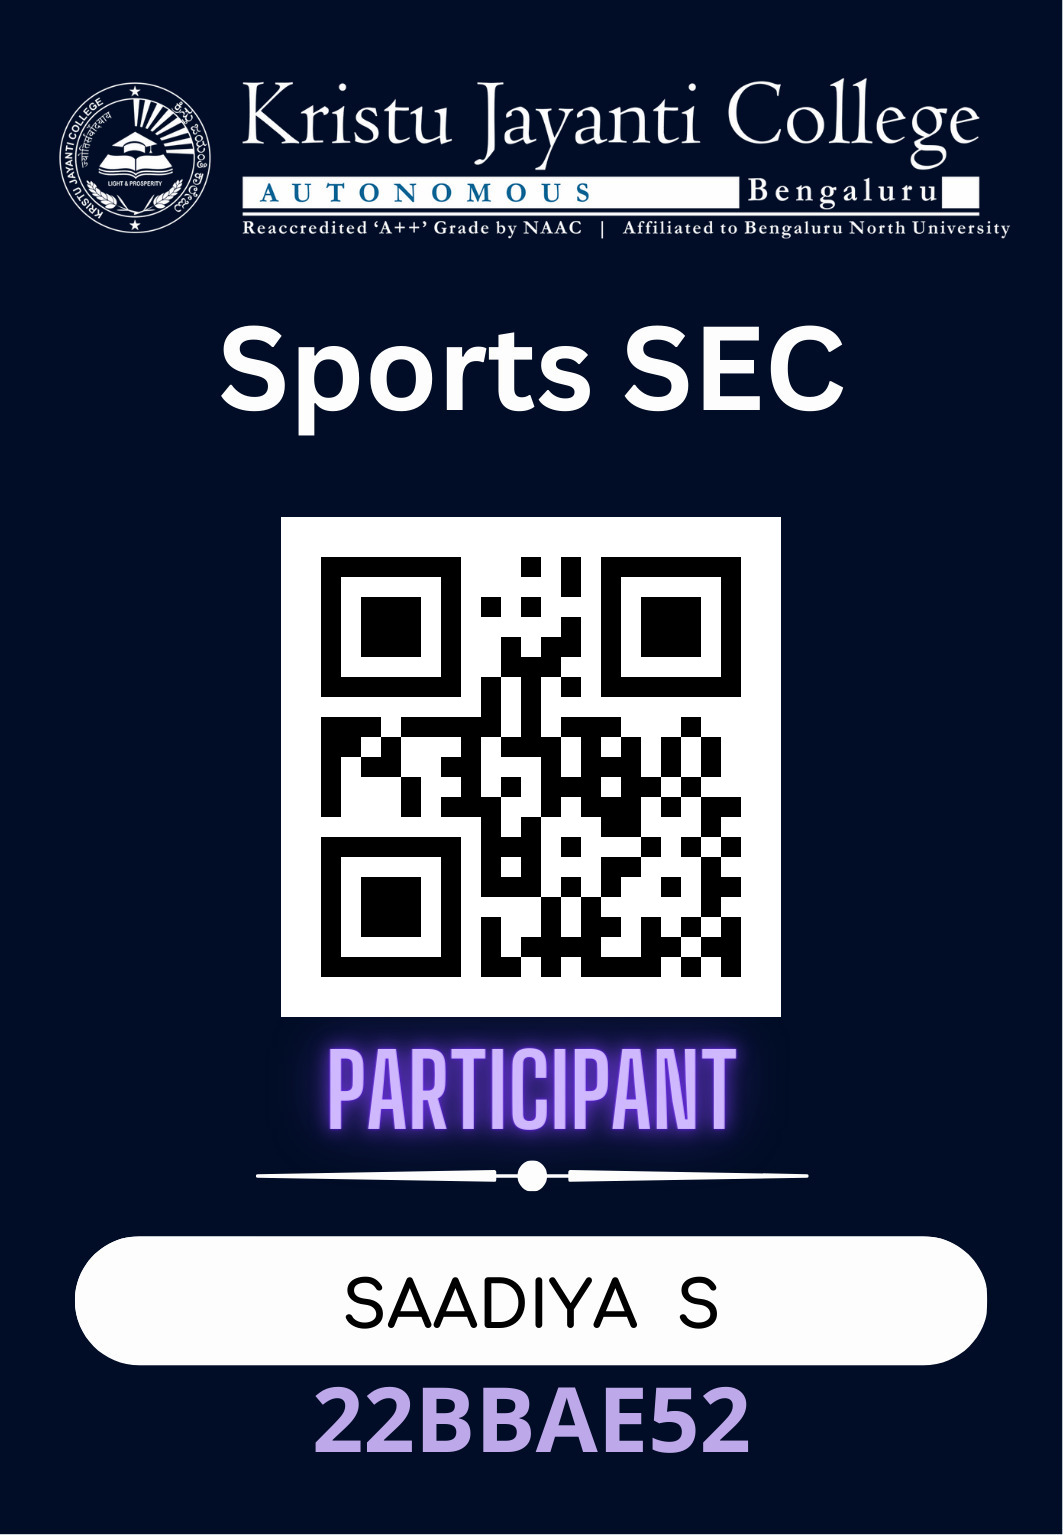 Kristu Jayanti College
AUTONOMOUS Bengaluru
Reaccredited ‘A++’ Grade by NAAC | Affiliated to Bengaluru North University
KRISTU JAYANTI COLLEGE
LIGHT & PROSPERITY
Sports SEC
PARTICIPANT
SAADIYA S
22BBAE52